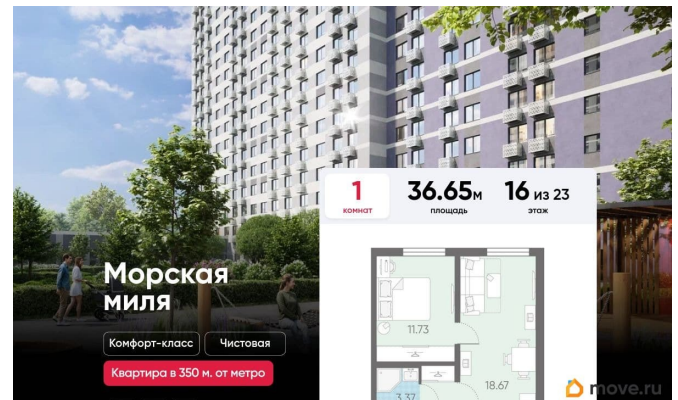 1
комнат
36.65м
площадь
16 из 23
этаж
Морская
миля
Комфорт-класс
Чистовая
Квартира в 350 м. от метро
11.73
18.67
3.37
move.ru